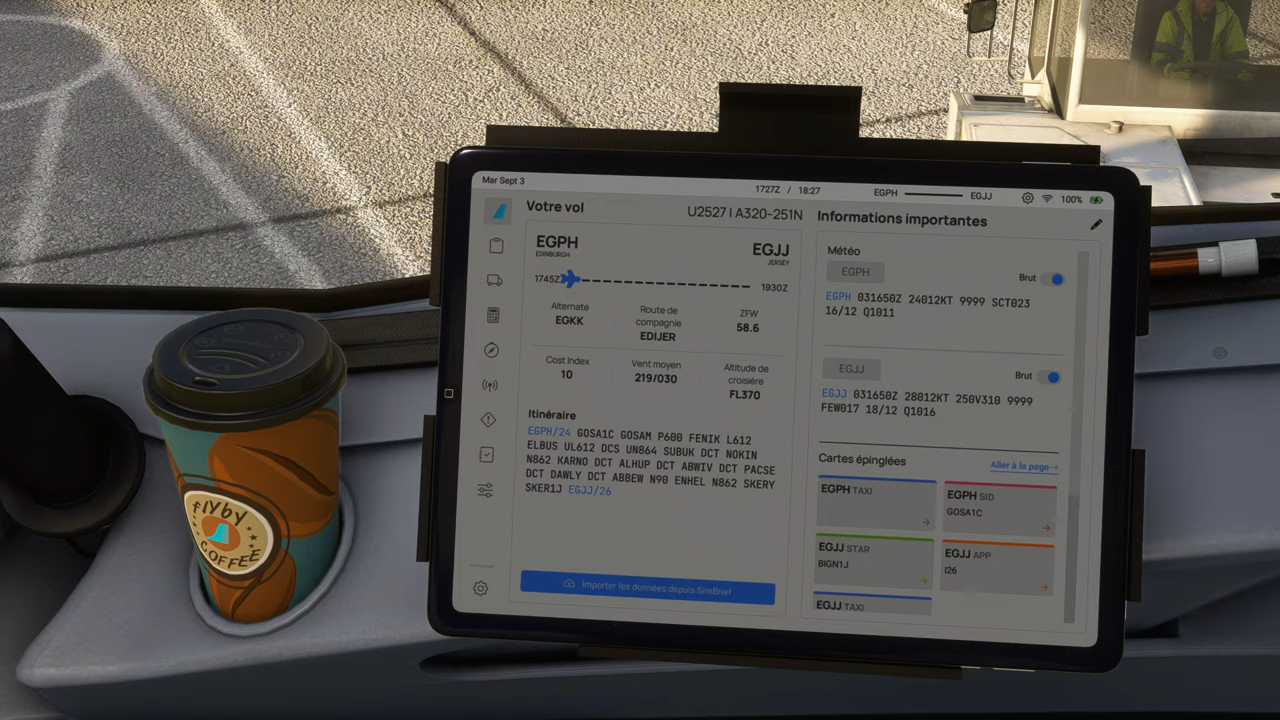 Mar Sept 3
1727Z / 18:27
EGPH
EGJJ
100%
Votre vol
U2527 | A320-251N
EGPH
EDINBURGH
EGJJ
JERSEY
1745Z
1930Z
Alternate
EGKK
Route de
compagnie
EDIJER
ZFW
58.6
Cost Index
10
Vent moyen
219/030
Altitude de
croisière
FL370
Itinéraire
EGPH/24 GOSA1C GOSAM P600 FENIK L612
ELBUS UL612 DCS UN864 SUBUK DCT NOKIN
N862 KARNO DCT ALHUP DCT ABWIV DCT PACSE
DCT DAWLY DCT ABBEW N90 ENHEL N862 SKERY
SKER1J EGJJ/26
Importer les données depuis SimBrief
Informations importantes
Météo
EGPH
Brut
EGPH 031650Z 24012KT 9999 SCT023
16/12 Q1011
EGJJ
Brut
EGJJ 031650Z 28012KT 250V310 9999
FEW017 18/12 Q1016
Cartes épinglées
Aller à la page→
EGPH TAXI
EGPH SID
GOSA1C
EGJJ STAR
BIGN1J
EGJJ APP
I26
EGJJ TAXI
flyby
COFFEE